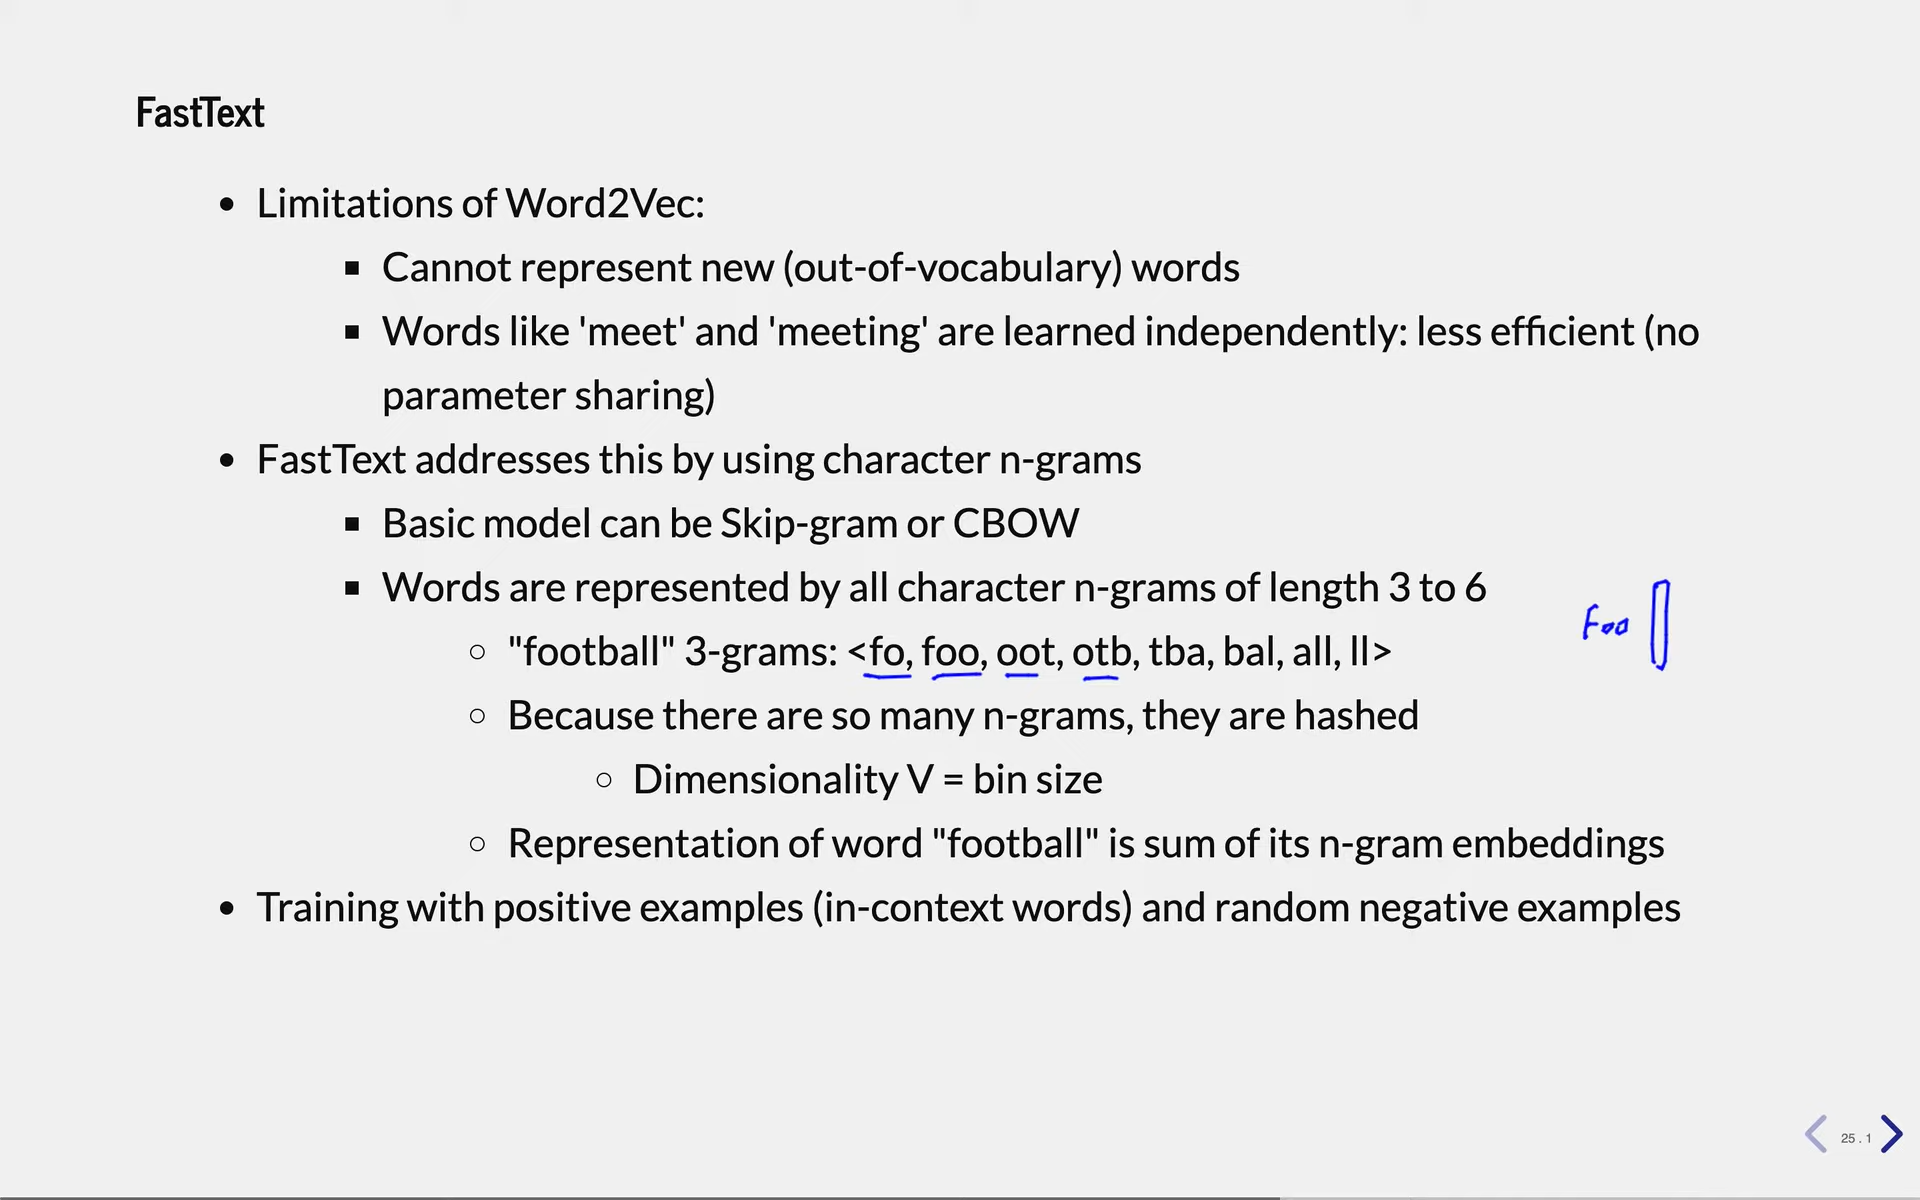 FastText
Limitations of Word2Vec:
Cannot represent new (out-of-vocabulary) words
Words like 'meet' and 'meeting' are learned independently: less efficient (no
parameter sharing)
FastText addresses this by using character n-grams
Basic model can be Skip-gram or CBOW
Words are represented by all character n-grams of length 3 to 6
Foo
"football" 3-grams: <fo, foo, oot, otb, tba, bal, all, ll>
Because there are so many n-grams, they are hashed
Dimensionality V = bin size
Representation of word "football" is sum of its n-gram embeddings
Training with positive examples (in-context words) and random negative examples
25 . 1